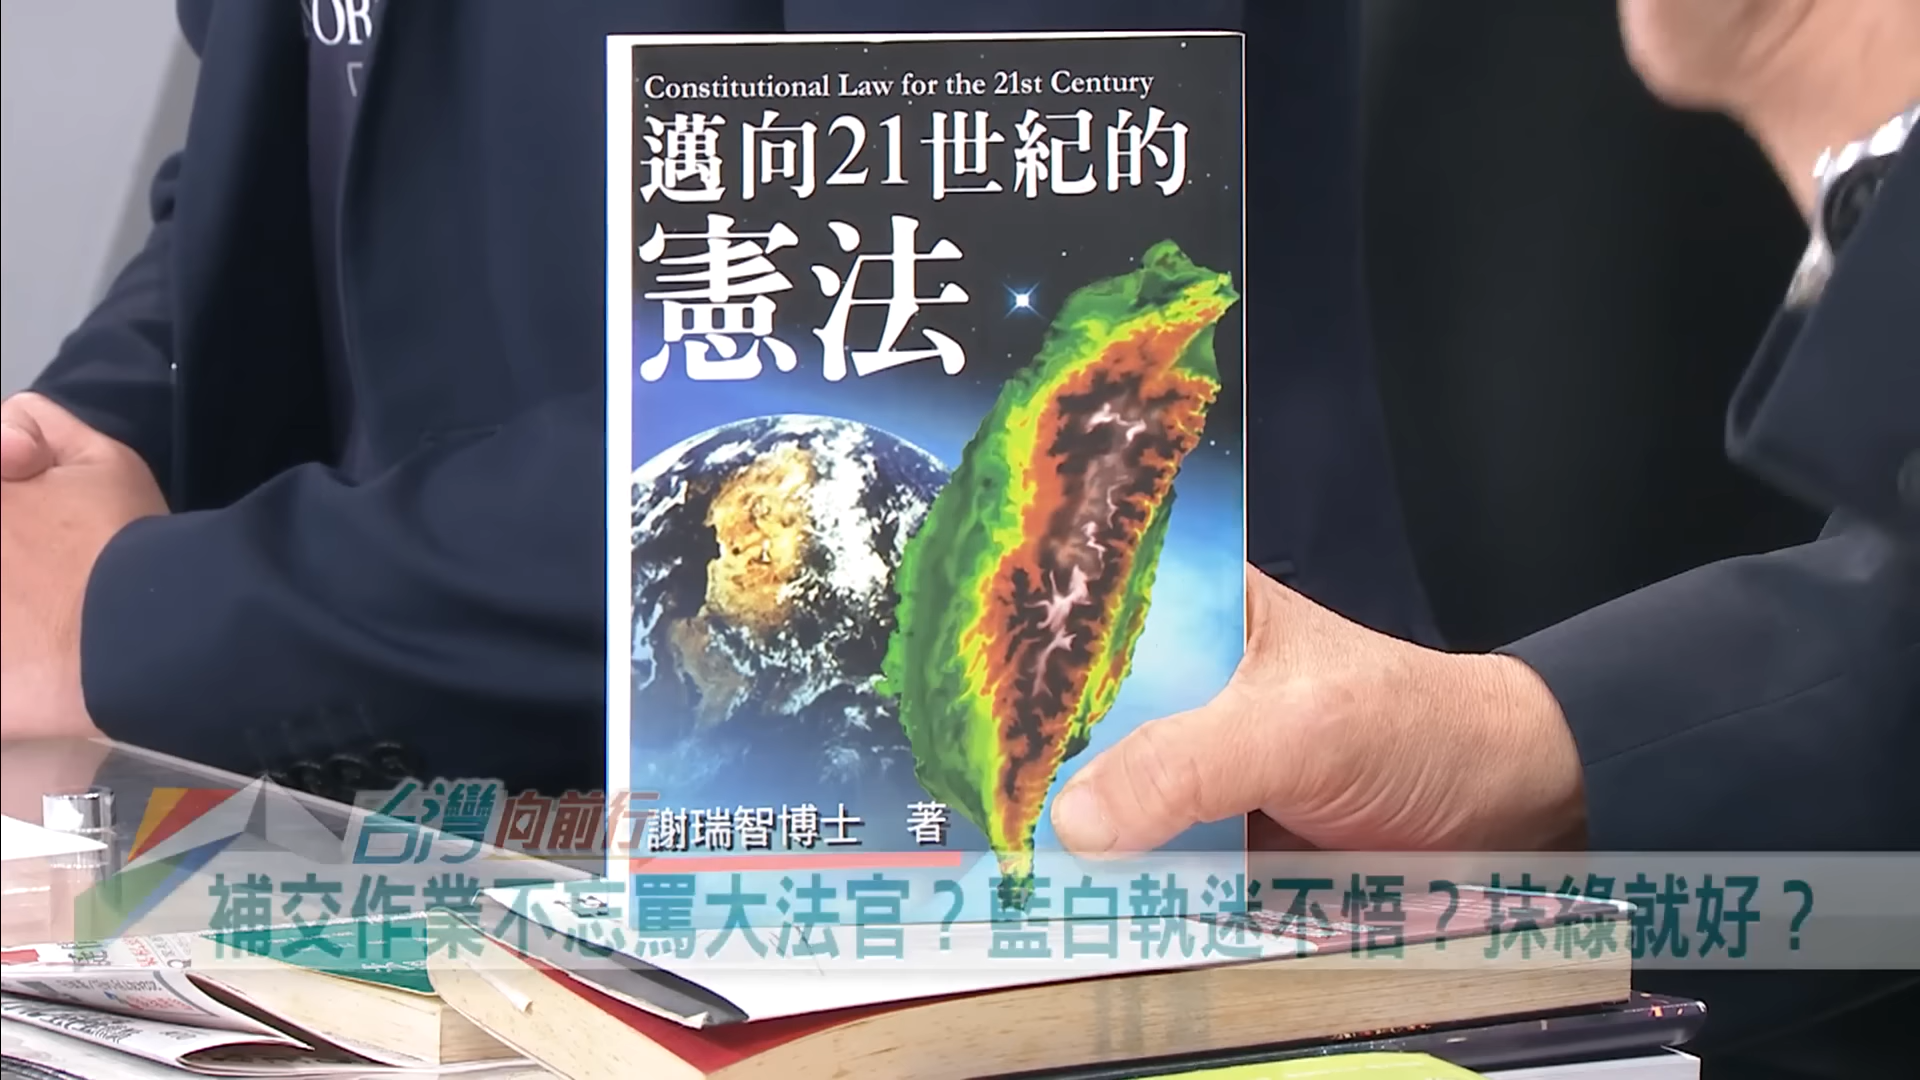 Constitutional Law for the 21st Century
邁向21世紀的
憲法
謝瑞智博士 著
台灣向前行
補交作業不忘罵大法官？藍白執迷不悟？抹綠就好？